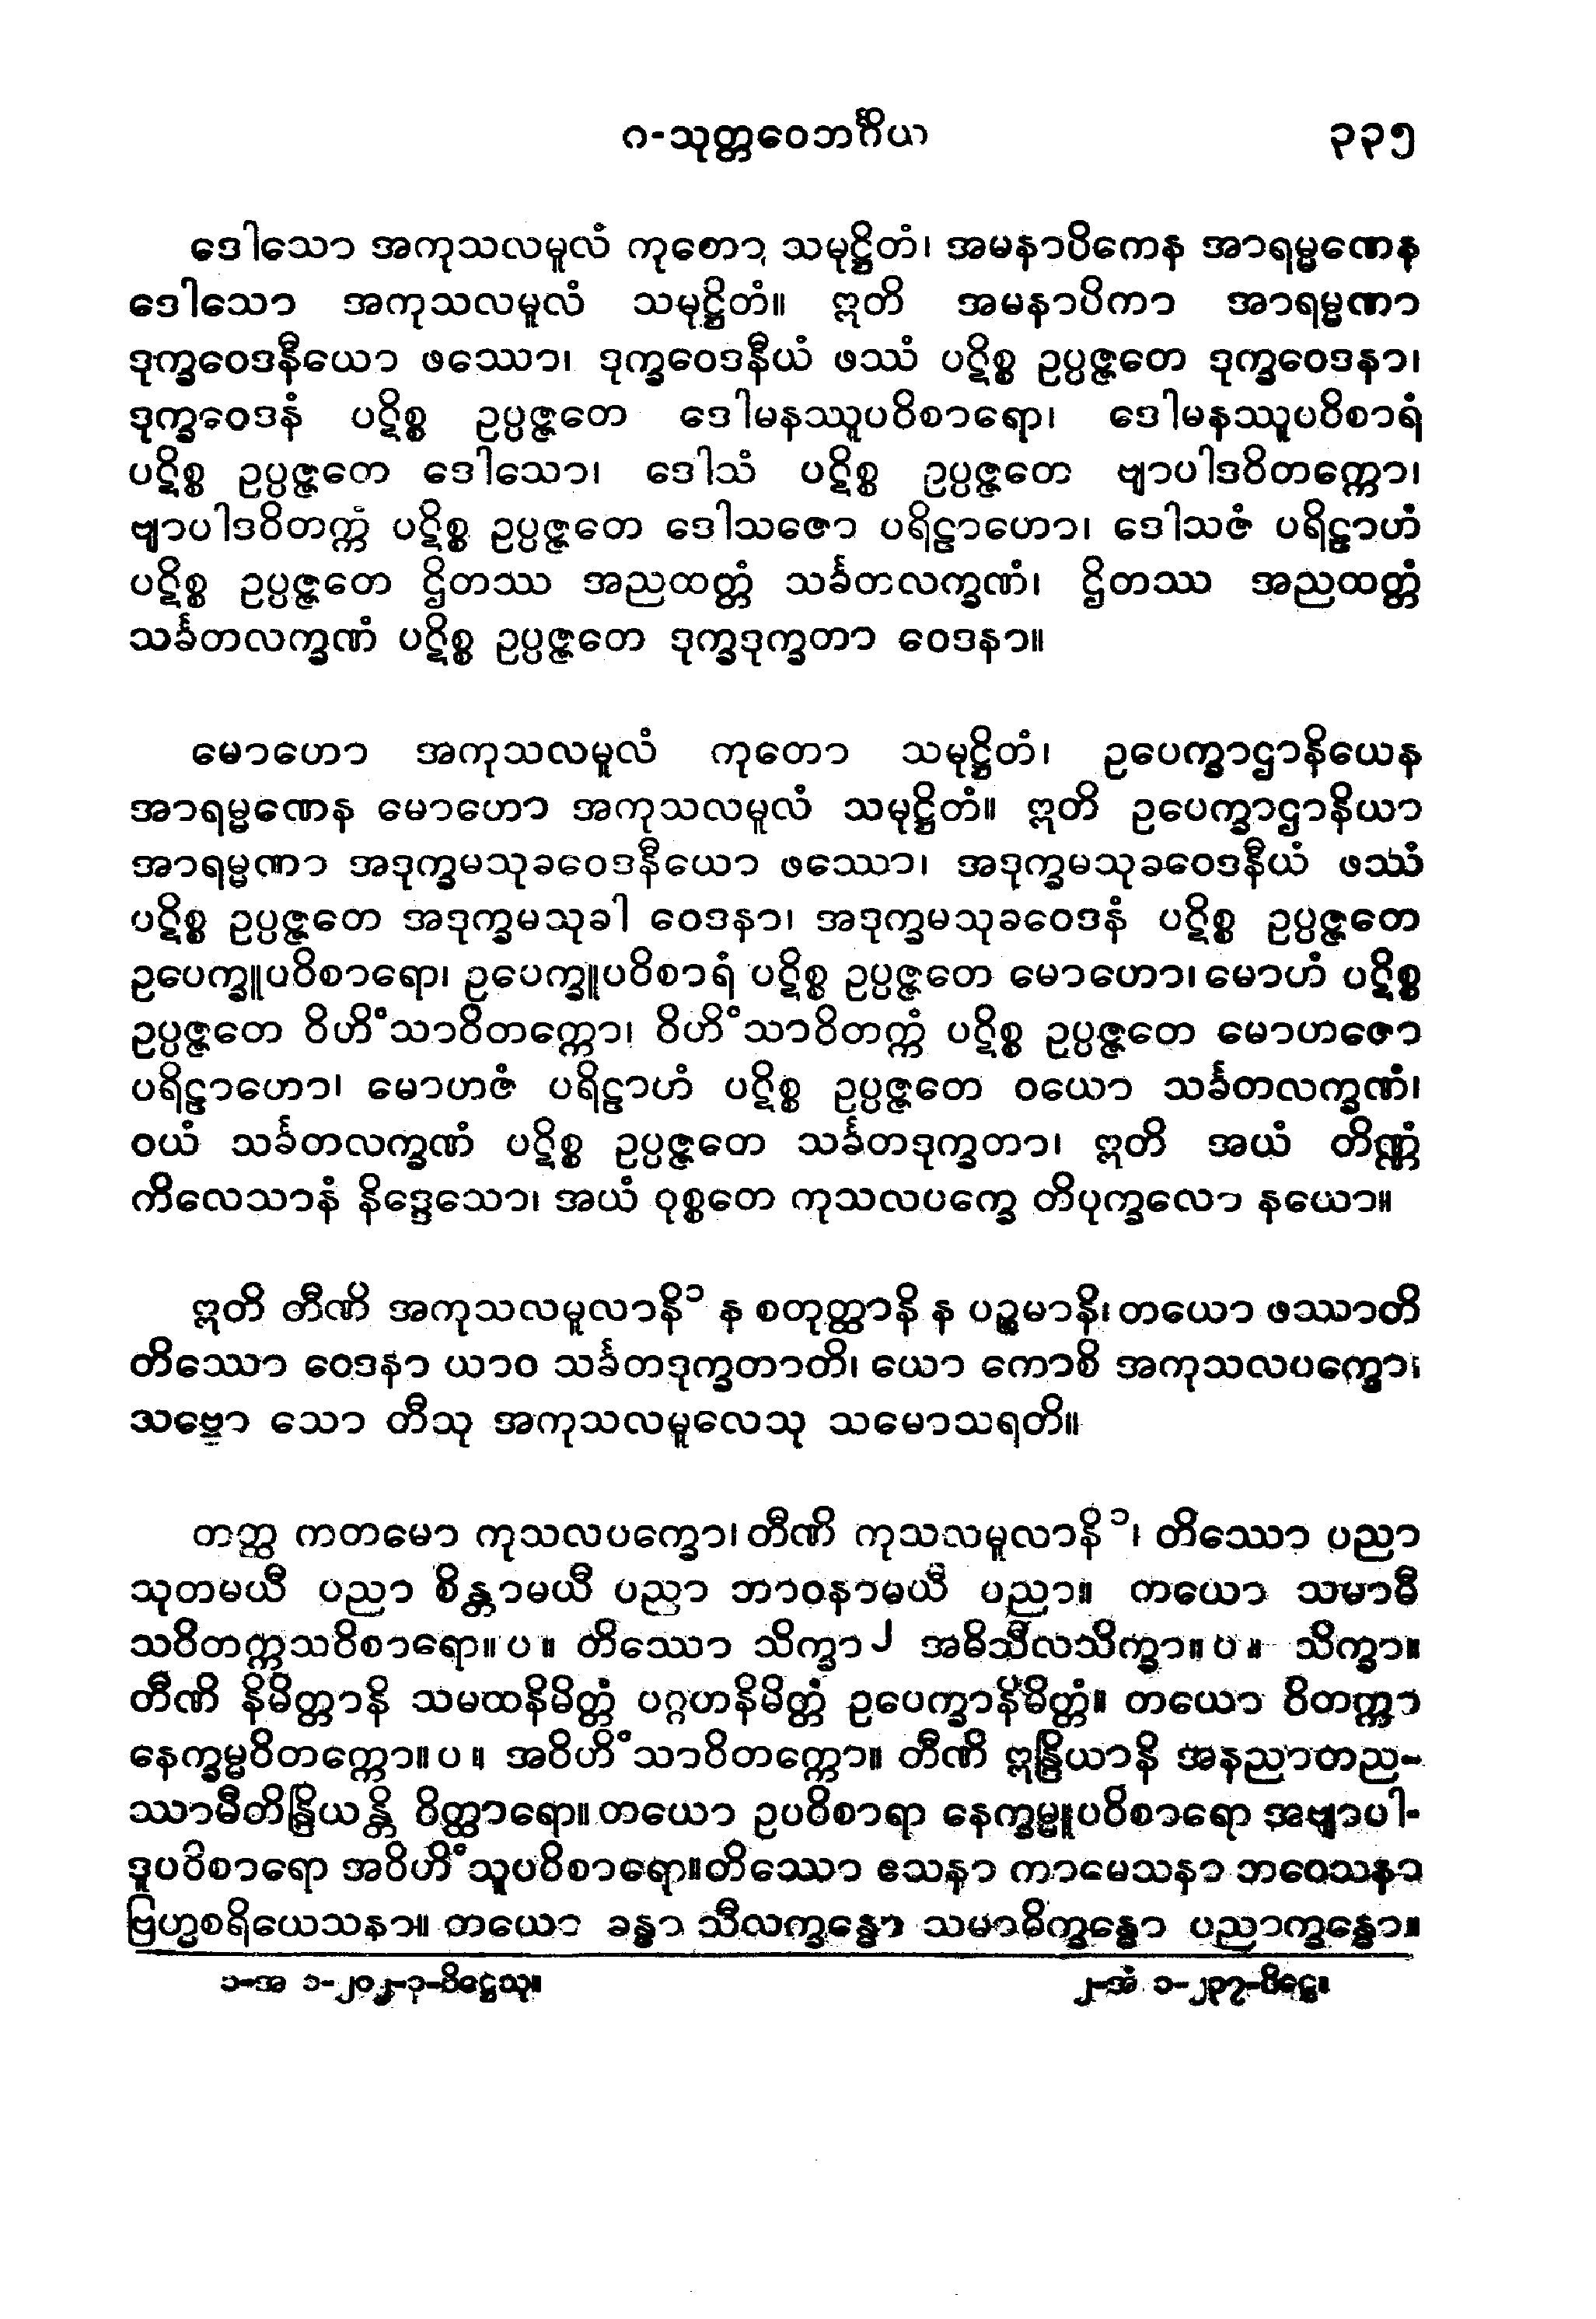 ၈-သုတ္တဝေဘင်္ဂိယ ၃၃၅
ဒေါသော အကုသလမူလံ ကုတော သမုဋ္ဌိတံ၊ အမနာပိကေန အာရမ္မဏေန
ဒေါသော အကုသလမူလံ သမုဋ္ဌိတံ။ ဣတိ အမနာပိကာ အာရမ္မဏာ
ဒုက္ခဝေဒနီယော ဖဿော၊ ဒုက္ခဝေဒနီယံ ဖဿံ ပဋိစ္စ ဥပ္ပဇ္ဇတေ ဒုက္ခဝေဒနာ၊
ဒုက္ခဝေဒနံ ပဋိစ္စ ဥပ္ပဇ္ဇတေ ဒေါမနဿူပဝိစာရော၊ ဒေါမနဿူပဝိစာရံ
ပဋိစ္စ ဥပ္ပဇ္ဇတေ ဒေါသော၊ ဒေါသံ ပဋိစ္စ ဥပ္ပဇ္ဇတေ ဗျာပါဒဝိတက္ကော၊
ဗျာပါဒဝိတက္ကံ ပဋိစ္စ ဥပ္ပဇ္ဇတေ ဒေါသဇော ပရိဠာဟော၊ ဒေါသဇံ ပရိဠာဟံ
ပဋိစ္စ ဥပ္ပဇ္ဇတေ ဌိတဿ အညထတ္တံ သင်္ခတလက္ခဏံ၊ ဌိတဿ အညထတ္တံ
သင်္ခတလက္ခဏံ ပဋိစ္စ ဥပ္ပဇ္ဇတေ ဒုက္ခဒုက္ခတာ ဝေဒနာ။
မောဟော အကုသလမူလံ ကုတော သမုဋ္ဌိတံ၊ ဥပေက္ခာဌာနိယေန
အာရမ္မဏေန မောဟော အကုသလမူလံ သမုဋ္ဌိတံ။ ဣတိ ဥပေက္ခာဌာနိယာ
အာရမ္မဏာ အဒုက္ခမသုခဝေဒနီယော ဖဿော၊ အဒုက္ခမသုခဝေဒနီယံ ဖဿံ
ပဋိစ္စ ဥပ္ပဇ္ဇတေ အဒုက္ခမသုခါ ဝေဒနာ၊ အဒုက္ခမသုခဝေဒနံ ပဋိစ္စ ဥပ္ပဇ္ဇတေ
ဥပေက္ခူပဝိစာရော၊ ဥပေက္ခူပဝိစာရံ ပဋိစ္စ ဥပ္ပဇ္ဇတေ မောဟော၊ မောဟံ ပဋိစ္စ
ဥပ္ပဇ္ဇတေ ဝိဟိံသာဝိတက္ကော၊ ဝိဟိံသာဝိတက္ကံ ပဋိစ္စ ဥပ္ပဇ္ဇတေ မောဟဇော
ပရိဠာဟော၊ မောဟဇံ ပရိဠာဟံ ပဋိစ္စ ဥပ္ပဇ္ဇတေ ဝယော သင်္ခတလက္ခဏံ၊
ဝယံ သင်္ခတလက္ခဏံ ပဋိစ္စ ဥပ္ပဇ္ဇတေ သင်္ခတဒုက္ခတာ၊ ဣတိ အယံ တိဏ္ဏံ
ကိလေသာနံ နိဒ္ဒေသော၊ အယံ ဝုစ္စတေ ကုသလပက္ခေ တိပုက္ခလော နယော။
ဣတိ တီဏိ အကုသလမူလာနိ၁ န စတုတ္ထာနိ န ပဉ္စမာနိ၊ တယော ဖဿာတိ
တိဿော ဝေဒနာ ယာဝ သင်္ခတဒုက္ခတာတိ၊ ယော ကောစိ အကုသလပက္ခော၊
သဗ္ဗော သော တီသု အကုသလမူလေသု သမောသရတိ။
တတ္ထ ကတမော ကုသလပက္ခော၊ တီဏိ ကုသလမူလာနိ၁၊ တိဿော ပညာ
သုတမယီ ပညာ စိန္တာမယီ ပညာ ဘာဝနာမယီ ပညာ။ တယော သမာဓီ
သဝိတက္ကသဝိစာရော။ပ။ တိဿော သိက္ခာ၂ အဓိသီလသိက္ခာ။ပ။ သိက္ခာ။
တီဏိ နိမိတ္တာနိ သမထနိမိတ္တံ ပဂ္ဂဟနိမိတ္တံ ဥပေက္ခာနိမိတ္တံ။ တယော ဝိတက္ကာ
နေက္ခမ္မဝိတက္ကော။ပ။ အဝိဟိံသာဝိတက္ကော။ တီဏိ ဣန္ဒြိယာနိ အနညာတည-
ဿာမီတိန္ဒြိယန္တိ ဝိတ္ထာရော။ တယော ဥပဝိစာရာ နေက္ခမ္မူပဝိစာရော အဗျာပါ-
ဒူပဝိစာရော အဝိဟိံသူပဝိစာရော။တိဿော ဧသနာ ကာမေသနာ ဘဝေသနာ
ဗြဟ္မစရိယေသနာ။ တယော ခန္ဓာ သီလက္ခန္ဓော သမာဓိက္ခန္ဓော ပညာက္ခန္ဓော။